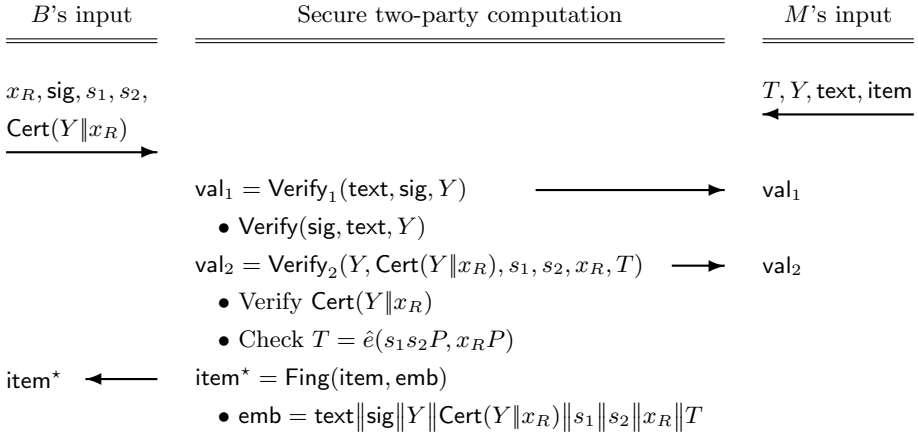 B's input Secure two-party computation M's input
x_R, sig, s_1, s_2, T, Y, text, item
Cert(Y‖x_R)
val_1 = Verify_1(text, sig, Y) val_1
• Verify(sig, text, Y)
val_2 = Verify_2(Y, Cert(Y‖x_R), s_1, s_2, x_R, T) val_2
• Verify Cert(Y‖x_R)
• Check T = ê(s_1s_2P, x_RP)
item* item* = Fing(item, emb)
• emb = text‖sig‖Y‖Cert(Y‖x_R)‖s_1‖s_2‖x_R‖T